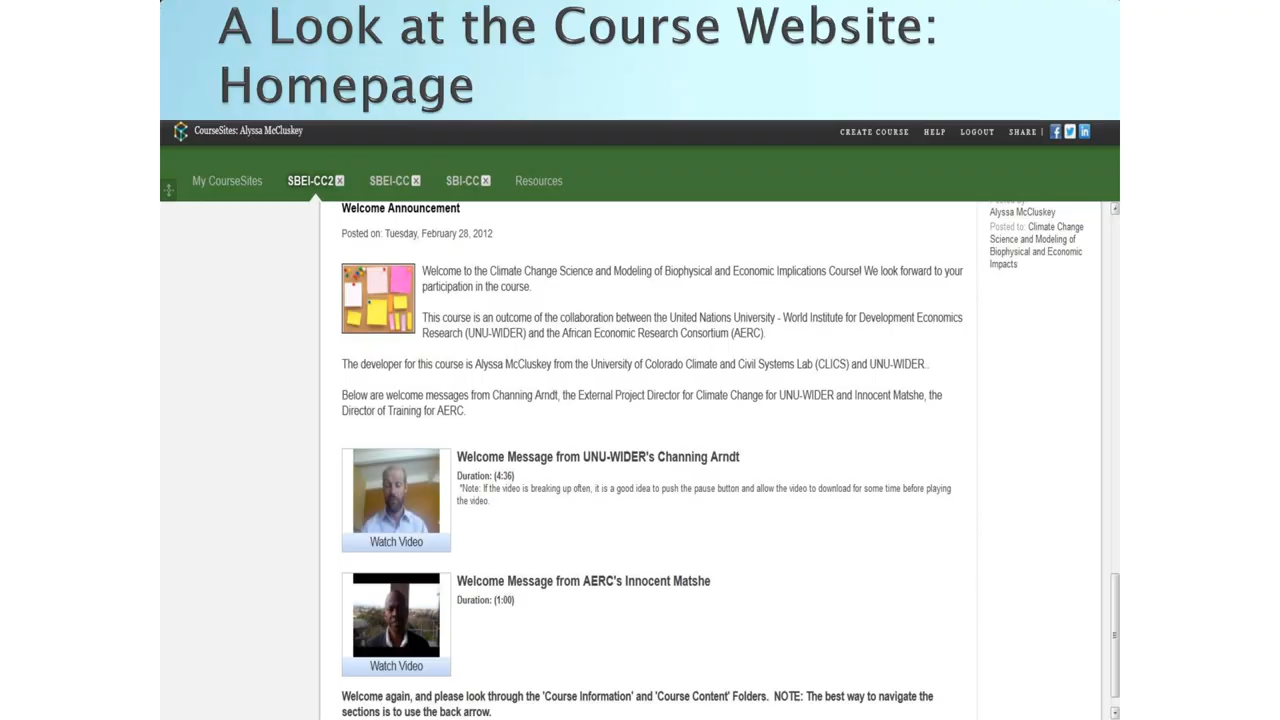 A Look at the Course Website:
Homepage
CourseSites: Alyssa McCluskey
CREATE COURSE HELP LOGOUT SHARE |
My CourseSites SBEI-CC2 SBEI-CC SBI-CC Resources
Welcome Announcement
Posted on: Tuesday, February 28, 2012
Welcome to the Climate Change Science and Modeling of Biophysical and Economic Implications Course! We look forward to your
participation in the course.
This course is an outcome of the collaboration between the United Nations University - World Institute for Development Economics
Research (UNU-WIDER) and the African Economic Research Consortium (AERC).
The developer for this course is Alyssa McCluskey from the University of Colorado Climate and Civil Systems Lab (CLICS) and UNU-WIDER..
Below are welcome messages from Channing Arndt, the External Project Director for Climate Change for UNU-WIDER and Innocent Matshe, the
Director of Training for AERC.
Welcome Message from UNU-WIDER's Channing Arndt
Duration: (4:36)
*Note: If the video is breaking up often, it is a good idea to push the pause button and allow the video to download for some time before playing
the video.
Watch Video
Welcome Message from AERC's Innocent Matshe
Duration: (1:00)
Watch Video
Welcome again, and please look through the 'Course Information' and 'Course Content' Folders. NOTE: The best way to navigate the
sections is to use the back arrow.
Alyssa McCluskey
Posted to: Climate Change
Science and Modeling of
Biophysical and Economic
Impacts